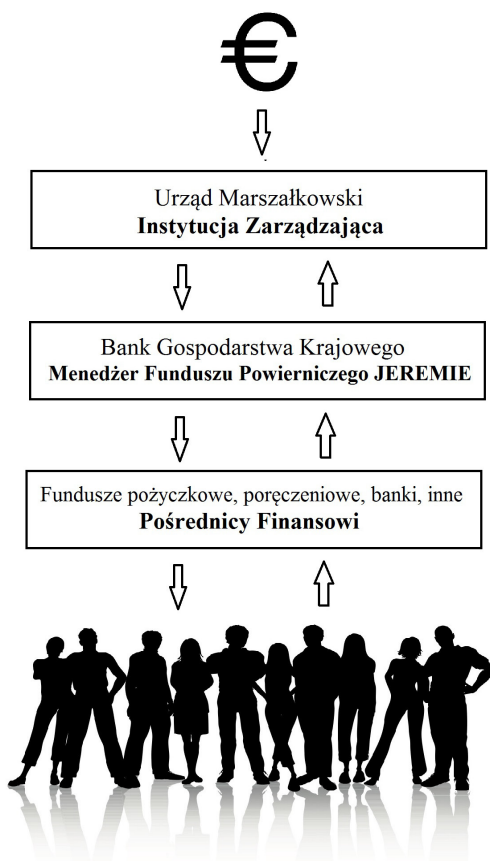 €
Urząd Marszałkowski
Instytucja Zarządzająca
Bank Gospodarstwa Krajowego
Menedżer Funduszu Powierniczego JEREMIE
Fundusze pożyczkowe, poręczeniowe, banki, inne
Pośrednicy Finansowi